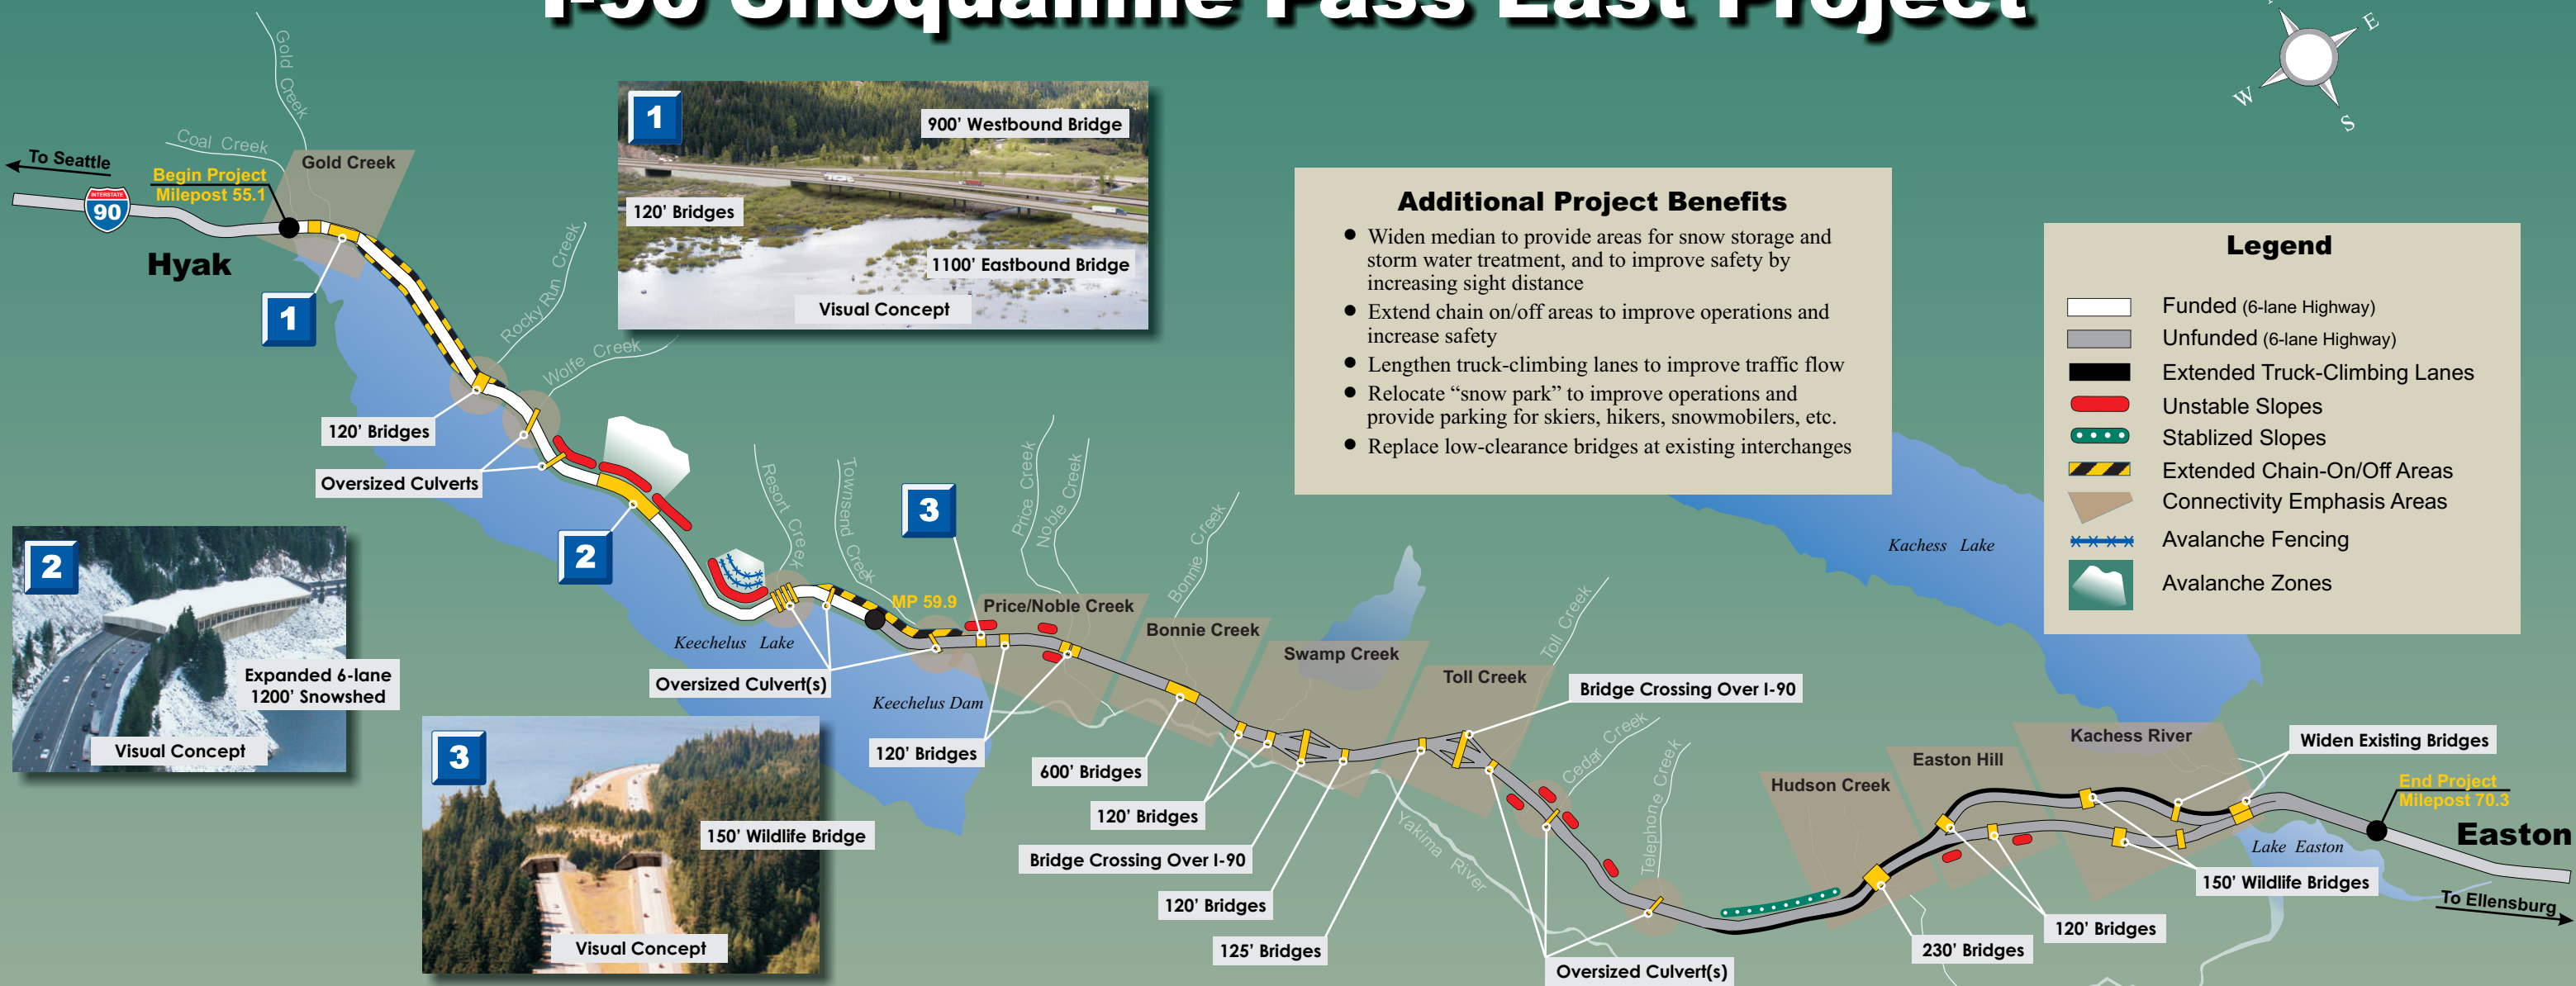 I-90 Snoqualmie Pass East Project
E
W
S
Gold Creek
Coal Creek
To Seattle
Begin Project
Milepost 55.1
Gold Creek
INTERSTATE
90
Hyak
1
Rocky Run Creek
Wolfe Creek
120’ Bridges
Oversized Culverts
1
900’ Westbound Bridge
120’ Bridges
1100’ Eastbound Bridge
Visual Concept
Additional Project Benefits
Widen median to provide areas for snow storage and
storm water treatment, and to improve safety by
increasing sight distance
Extend chain on/off areas to improve operations and
increase safety
Lengthen truck-climbing lanes to improve traffic flow
Relocate “snow park” to improve operations and
provide parking for skiers, hikers, snowmobilers, etc.
Replace low-clearance bridges at existing interchanges
Legend
Funded (6-lane Highway)
Unfunded (6-lane Highway)
Extended Truck-Climbing Lanes
Unstable Slopes
Stablized Slopes
Extended Chain-On/Off Areas
Connectivity Emphasis Areas
Avalanche Fencing
Avalanche Zones
2
Expanded 6-lane
1200’ Snowshed
Visual Concept
2
Resort Creek
Townsend Creek
3
Price Creek
Noble Creek
Bonnie Creek
Kachess Lake
MP 59.9
Price/Noble Creek
Bonnie Creek
Swamp Creek
Toll Creek
Toll Creek
Keechelus Lake
Oversized Culvert(s)
Keechelus Dam
120’ Bridges
600’ Bridges
120’ Bridges
Bridge Crossing Over I-90
120’ Bridges
125’ Bridges
Bridge Crossing Over I-90
Cedar Creek
Telephone Creek
Yakima River
Oversized Culvert(s)
3
150’ Wildlife Bridge
Visual Concept
Hudson Creek
Easton Hill
Kachess River
Widen Existing Bridges
End Project
Milepost 70.3
Easton
Lake Easton
150’ Wildlife Bridges
To Ellensburg
120’ Bridges
230’ Bridges